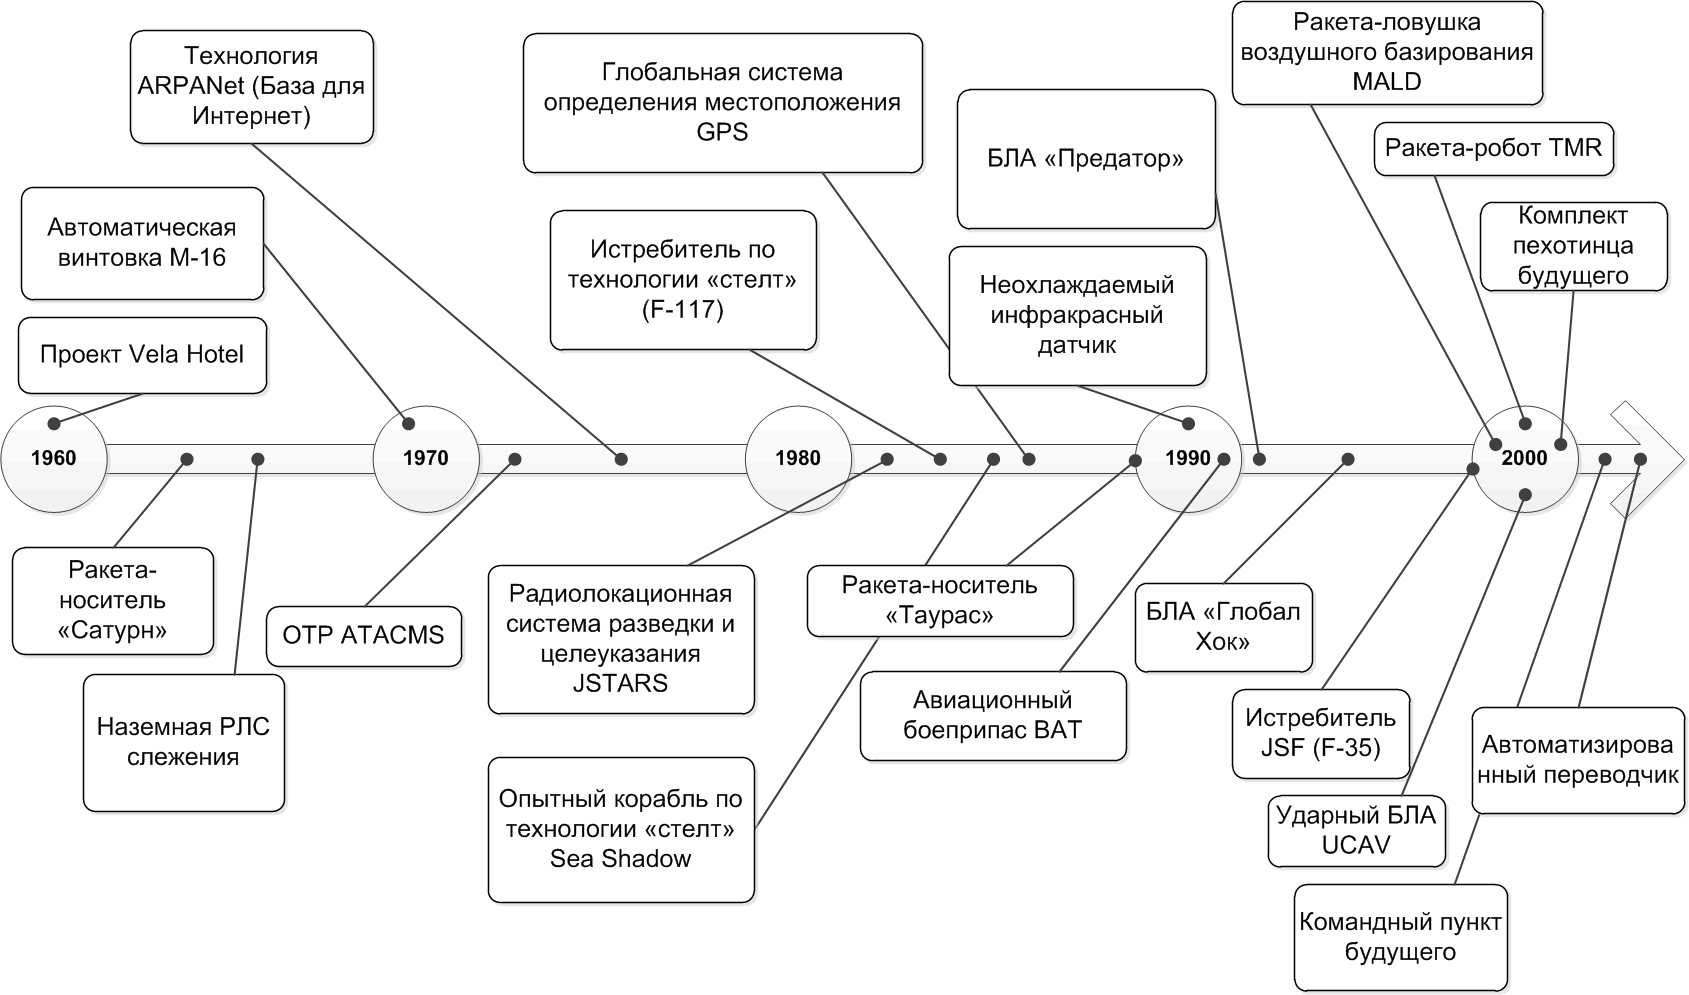 Технология
ARPANet (База для
Интернет)
Глобальная система
определения местоположения
GPS
БЛА «Предатор»
Ракета-ловушка
воздушного базирования
MALD
Ракета-робот TMR
Комплект
пехотинца
будущего
Автоматическая
винтовка М-16
Истребитель по
технологии «стелт»
(F-117)
Неохлаждаемый
инфракрасный
датчик
Проект Vela Hotel
1960
1970
1980
1990
2000
Ракета-
носитель
«Сатурн»
Наземная РЛС
слежения
ОТР ATACMS
Радиолокационная
система разведки и
целеуказания
JSTARS
Ракета-носитель
«Таурас»
БЛА «Глобал
Хок»
Авиационный
боеприпас ВАТ
Истребитель
JSF (F-35)
Автоматизирова
нный переводчик
Опытный корабль по
технологии «стелт»
Sea Shadow
Ударный БЛА
UCAV
Командный пункт
будущего